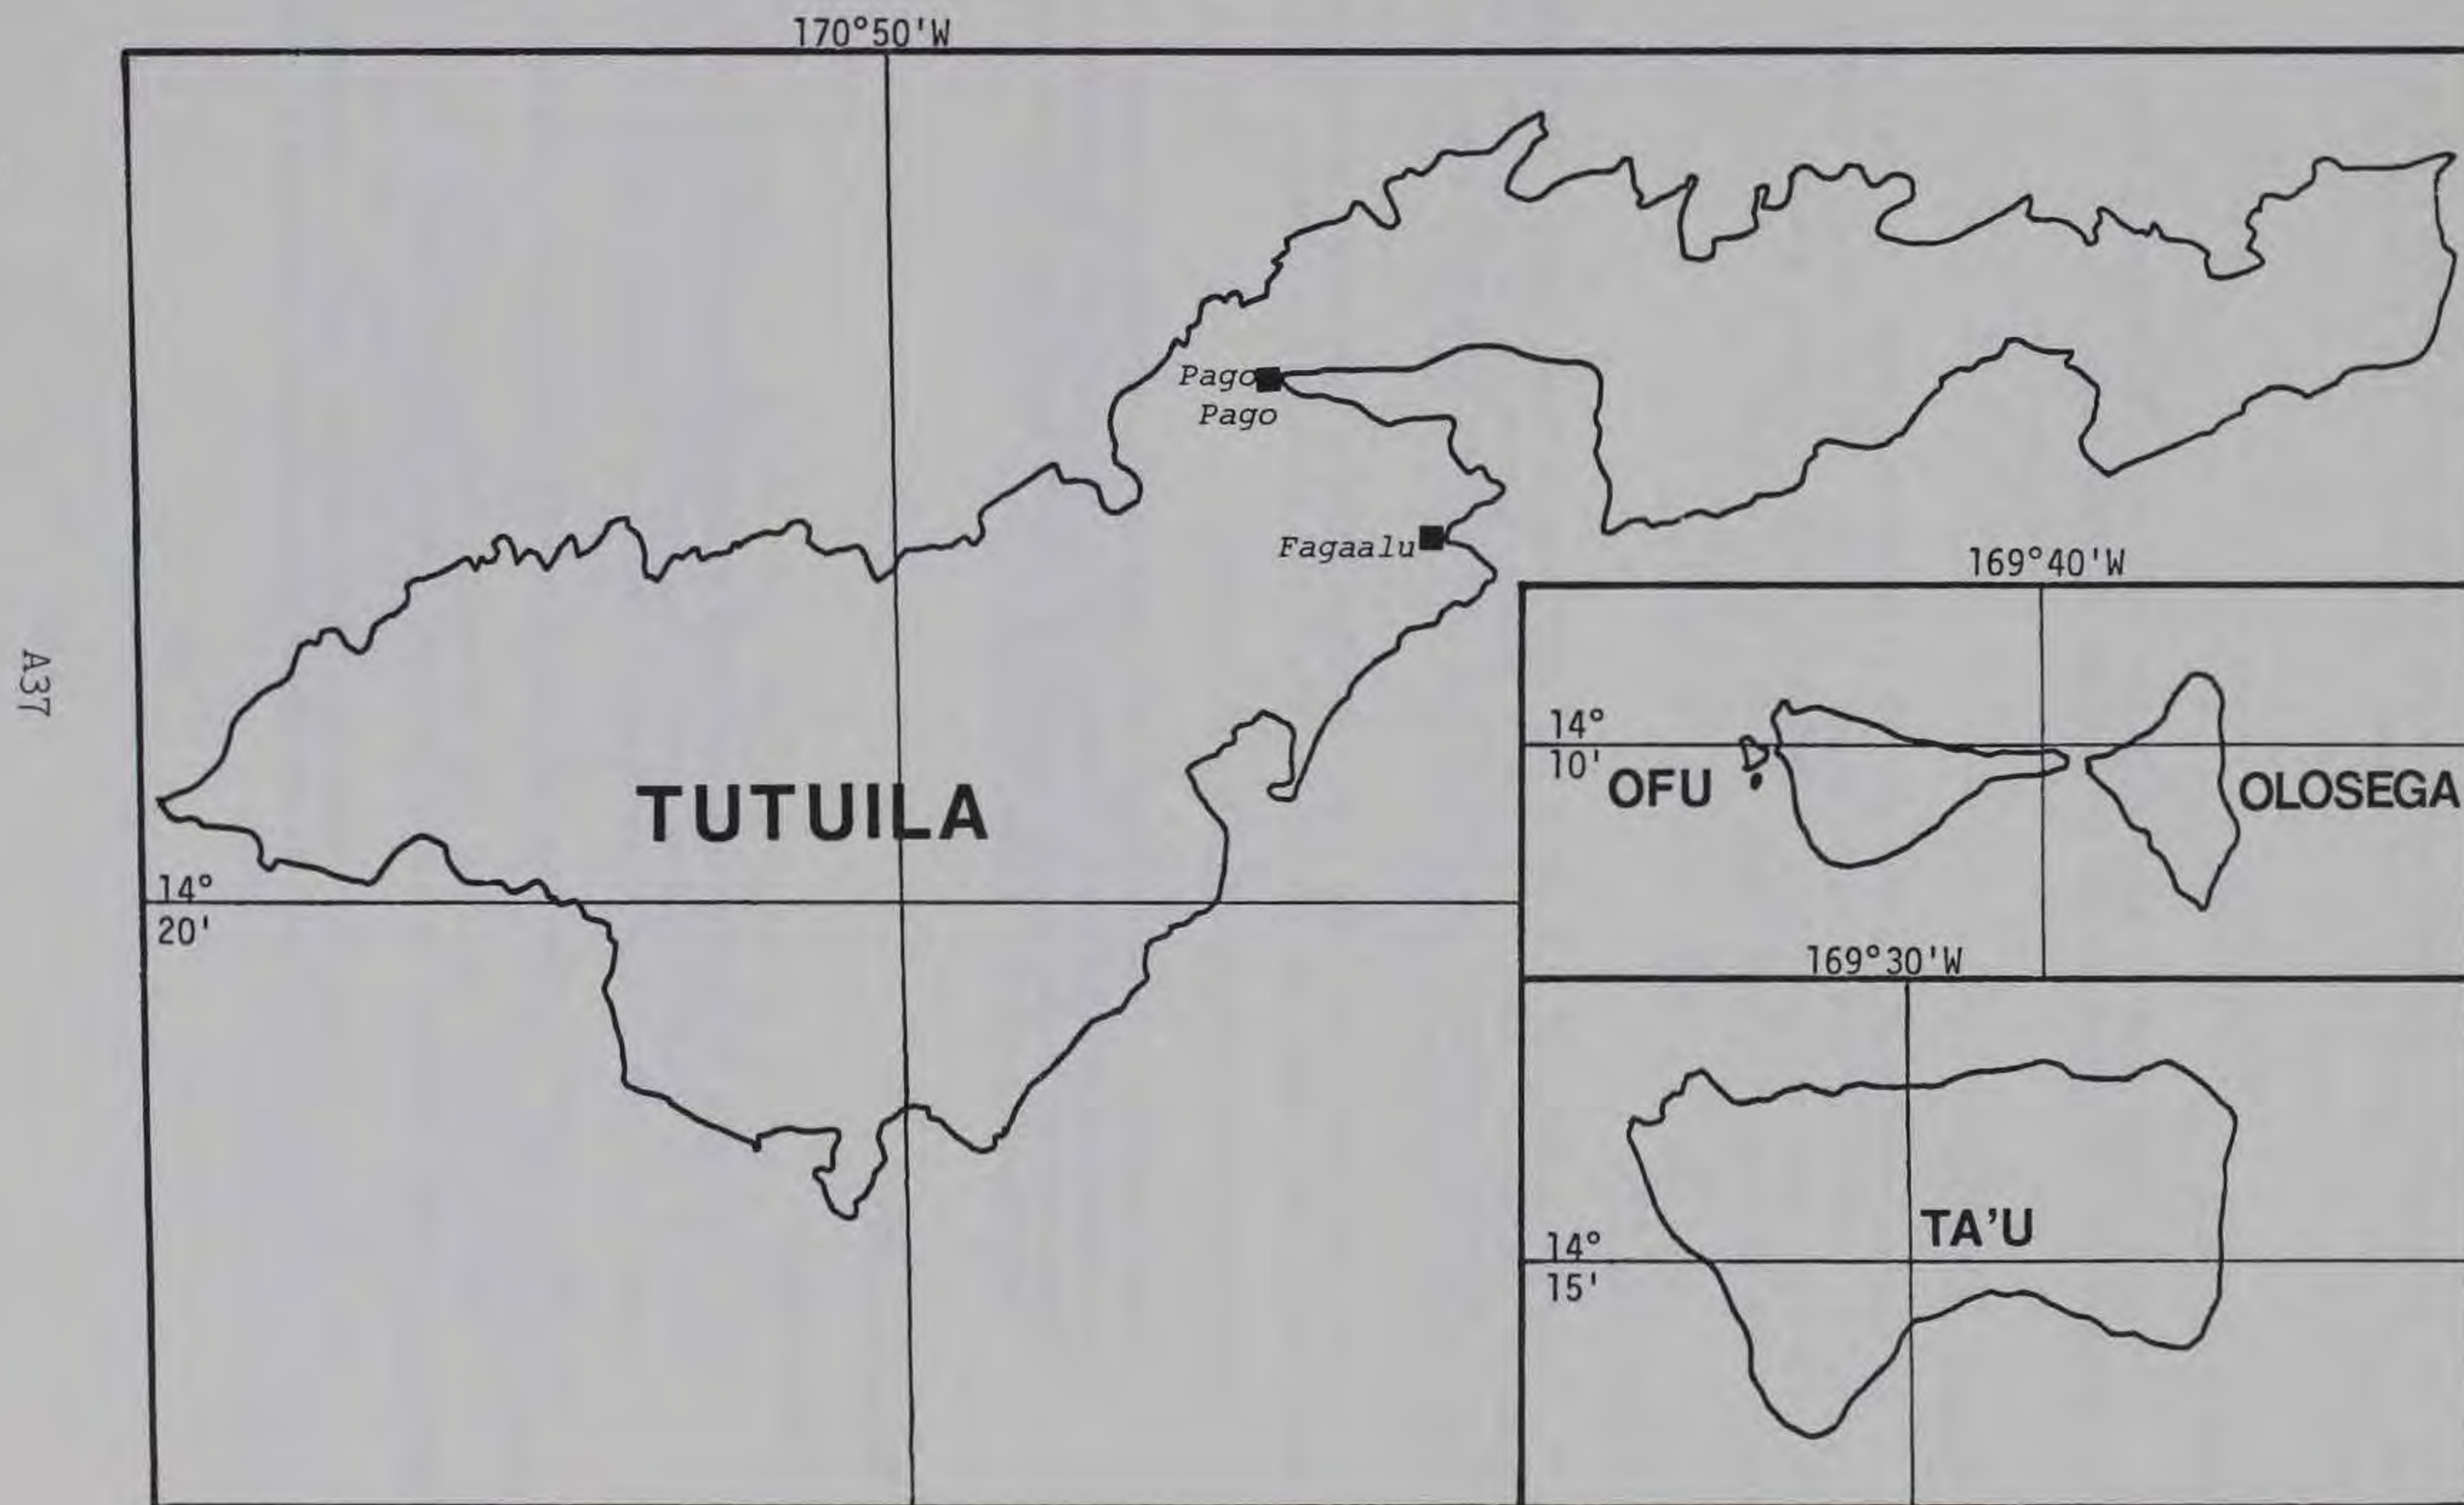 170°50'W
Pago
Pago
Fagaalu
TUTUILA
14°
20'
169°40'W
14°
10'
OFU
OLOSEGA
169°30'W
TA'U
14°
15'
A37